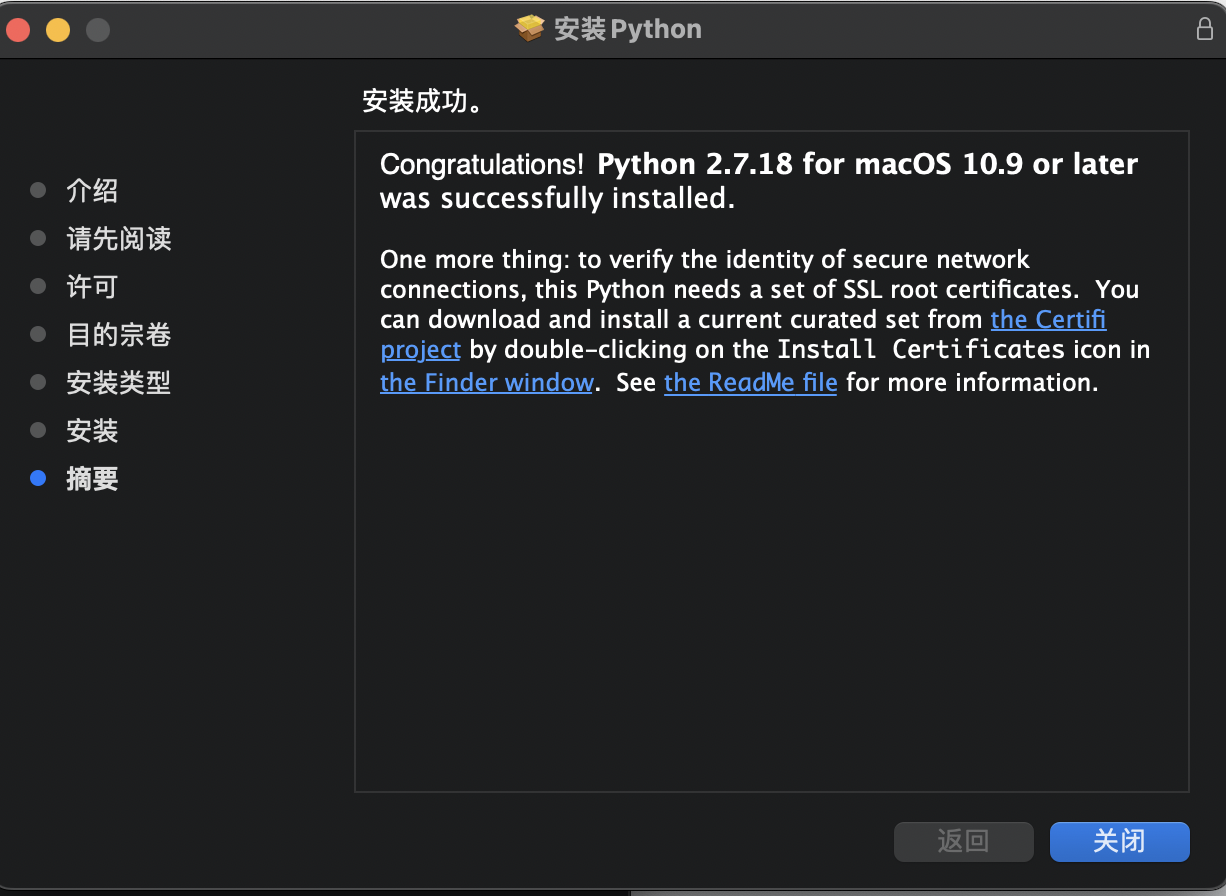 安装Python
安装成功。
介绍
请先阅读
许可
目的宗卷
安装类型
安装
摘要
Congratulations! Python 2.7.18 for macOS 10.9 or later
was successfully installed.
One more thing: to verify the identity of secure network
connections, this Python needs a set of SSL root certificates. You
can download and install a current curated set from the Certifi
project by double-clicking on the Install Certificates icon in
the Finder window. See the ReadMe file for more information.
返回
关闭